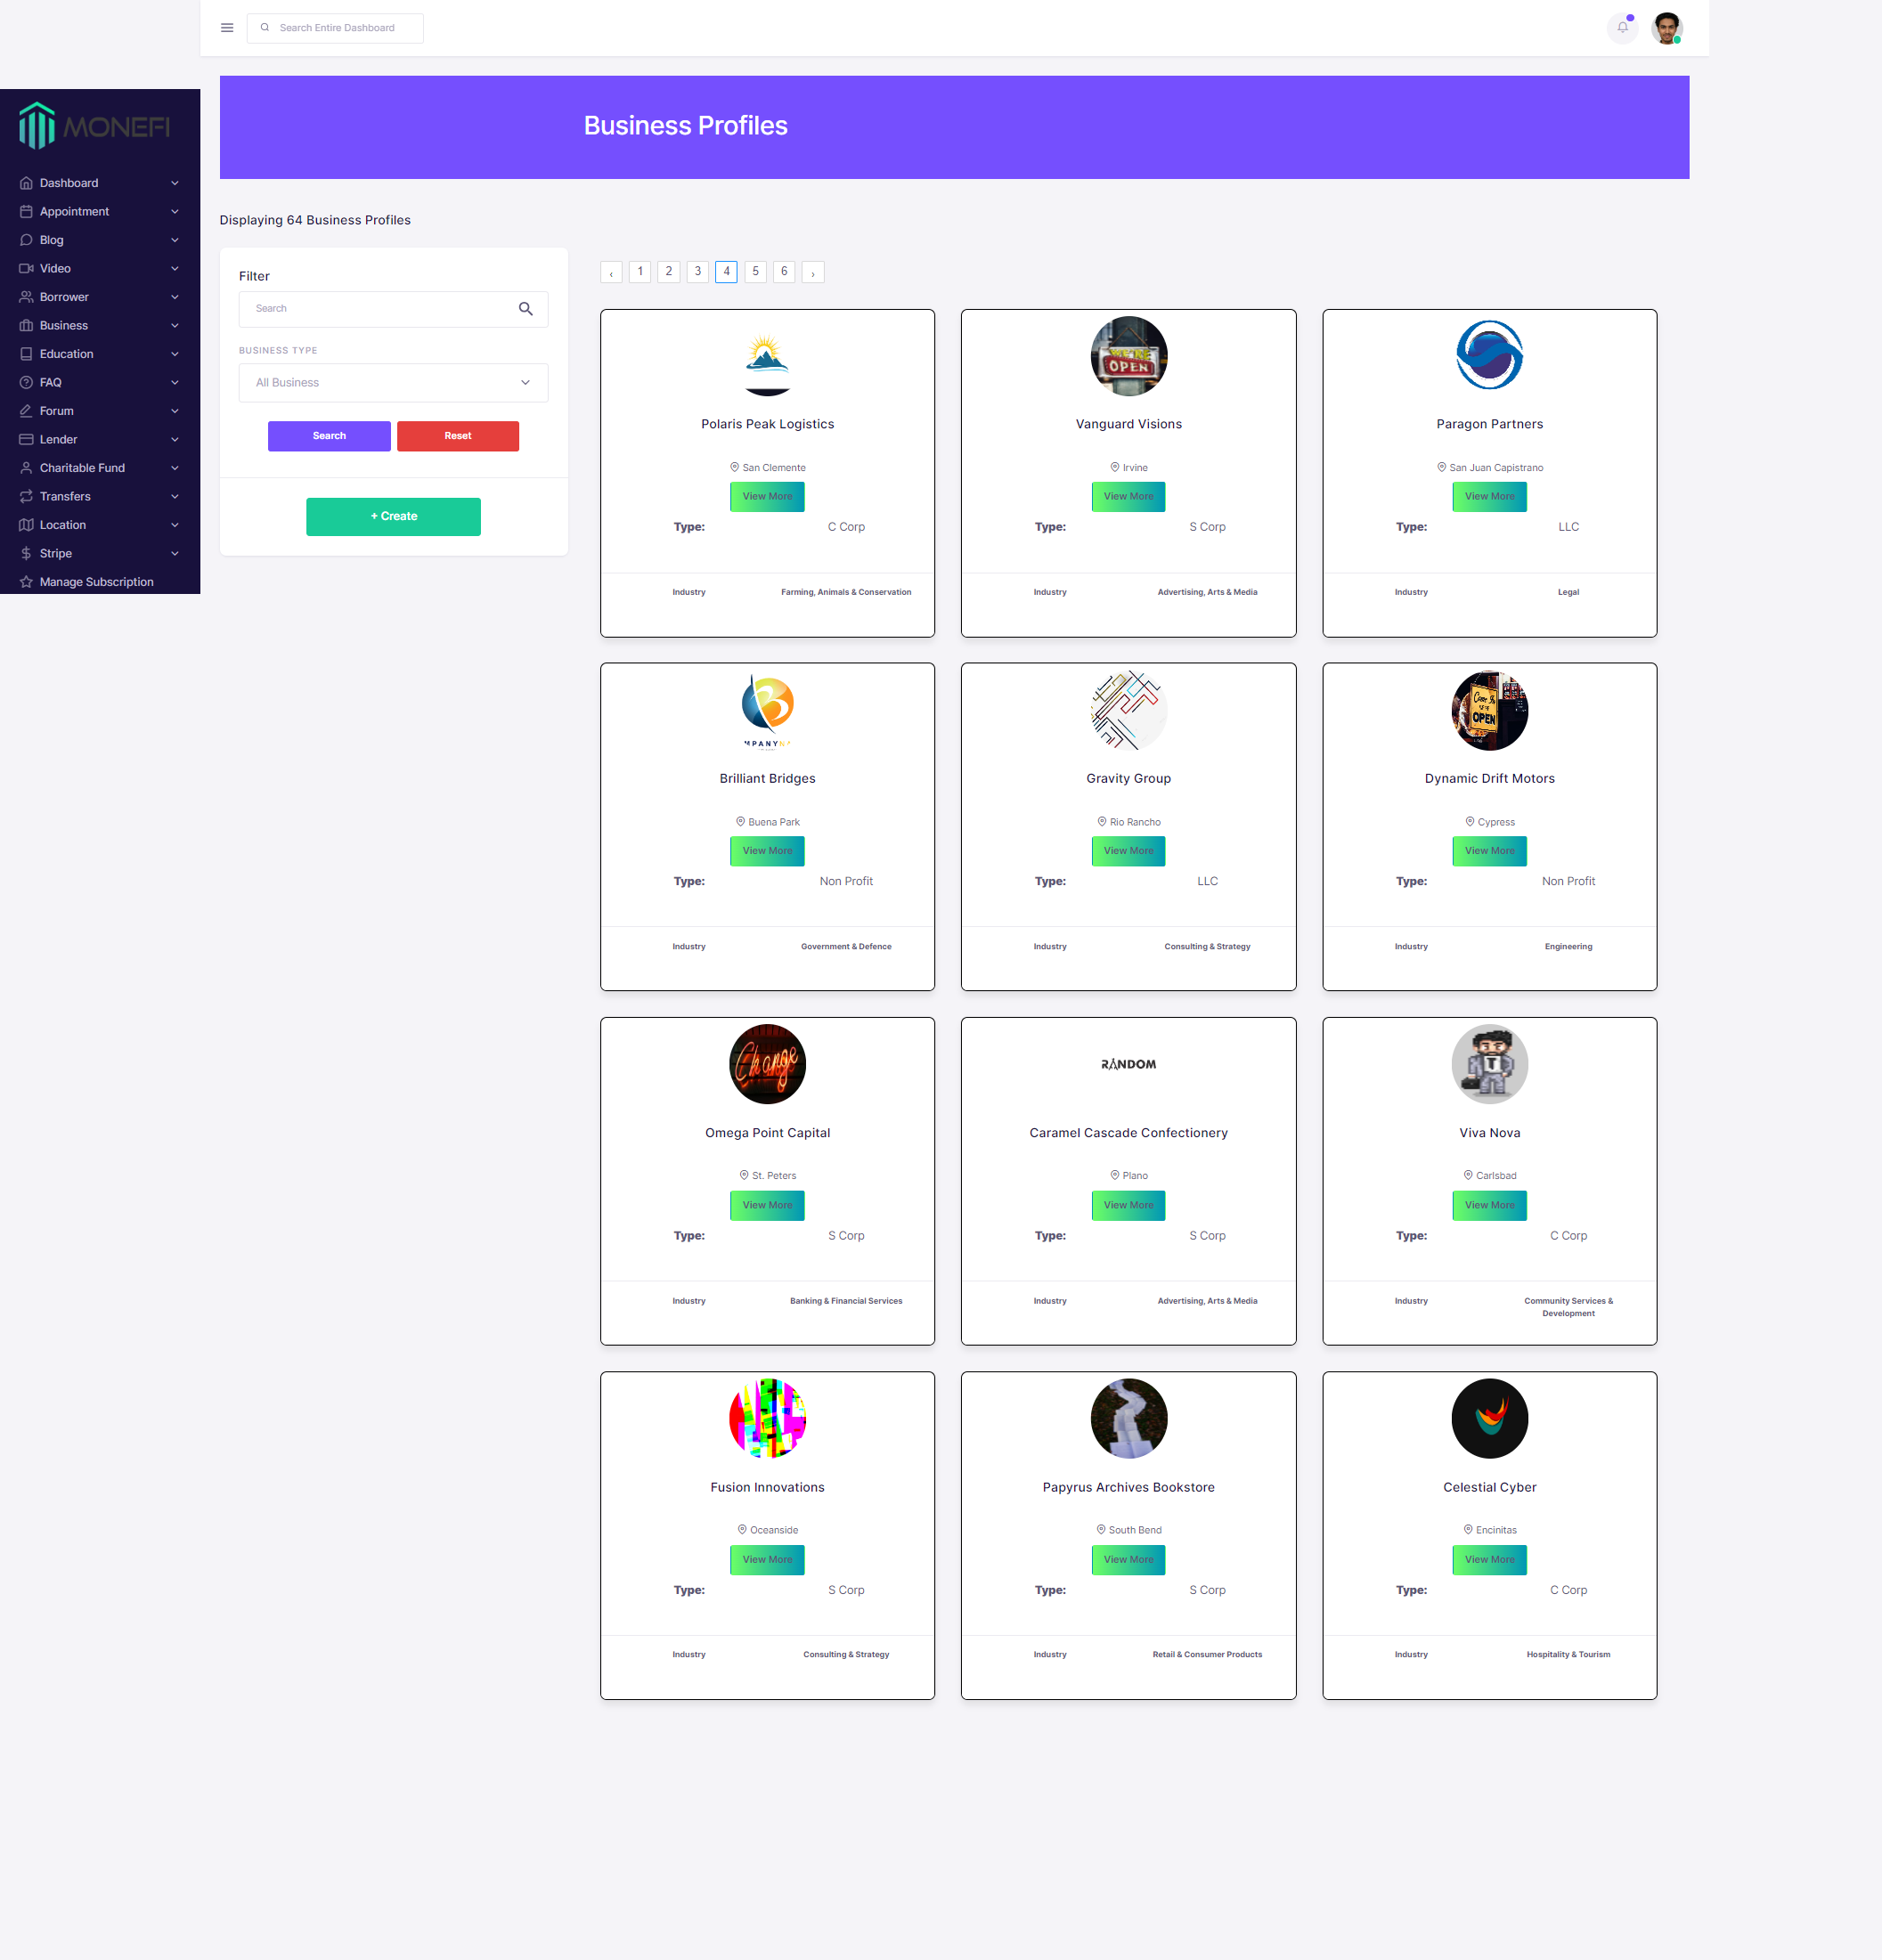 Search Entire Dashboard
MONEFI
Business Profiles
Dashboard
Appointment
Blog
Video
Borrower
Business
Education
FAQ
Forum
Lender
Charitable Fund
Transfers
Location
Stripe
Manage Subscription
Displaying 64 Business Profiles
Filter
Search
BUSINESS TYPE
All Business
Search Reset
+ Create
‹ 1 2 3 4 5 6 ›
Polaris Peak Logistics
San Clemente
View More
Type: C Corp
Industry Farming, Animals & Conservation
WE'RE
OPEN
Vanguard Visions
Irvine
View More
Type: S Corp
Industry Advertising, Arts & Media
Paragon Partners
San Juan Capistrano
View More
Type: LLC
Industry Legal
B
MPANYN
Brilliant Bridges
Buena Park
View More
Type: Non Profit
Industry Government & Defence
Gravity Group
Rio Rancho
View More
Type: LLC
Industry Consulting & Strategy
OPEN
Dynamic Drift Motors
Cypress
View More
Type: Non Profit
Industry Engineering
Change
Omega Point Capital
St. Peters
View More
Type: S Corp
Industry Banking & Financial Services
RANDOM
Caramel Cascade Confectionery
Plano
View More
Type: S Corp
Industry Advertising, Arts & Media
Viva Nova
Carlsbad
View More
Type: C Corp
Industry Community Services &
Development
Fusion Innovations
Oceanside
View More
Type: S Corp
Industry Consulting & Strategy
Papyrus Archives Bookstore
South Bend
View More
Type: S Corp
Industry Retail & Consumer Products
Celestial Cyber
Encinitas
View More
Type: C Corp
Industry Hospitality & Tourism